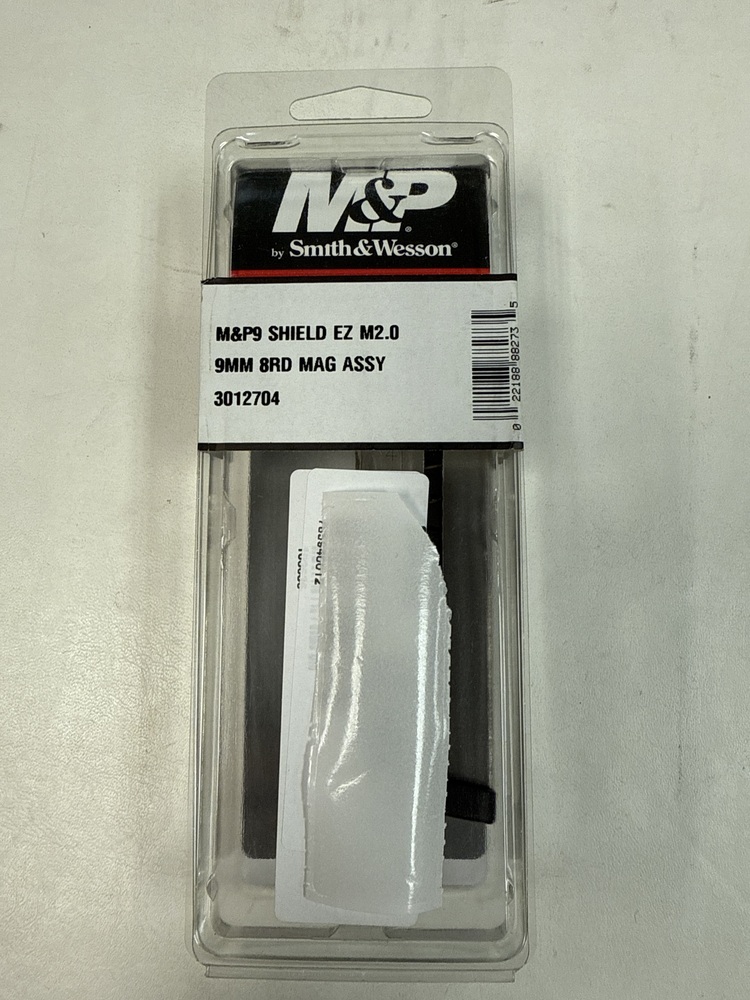 M&P®
by Smith & Wesson®
M&P9 SHIELD EZ M2.0
9MM 8RD MAG ASSY
3012704
0 22188 88273 5